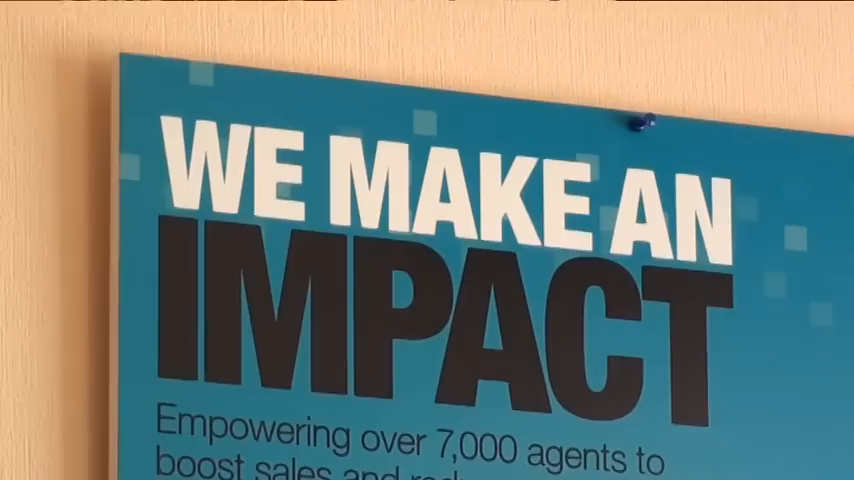 WE MAKE AN
IMPACT
Empowering over 7,000 agents to
boost sales and